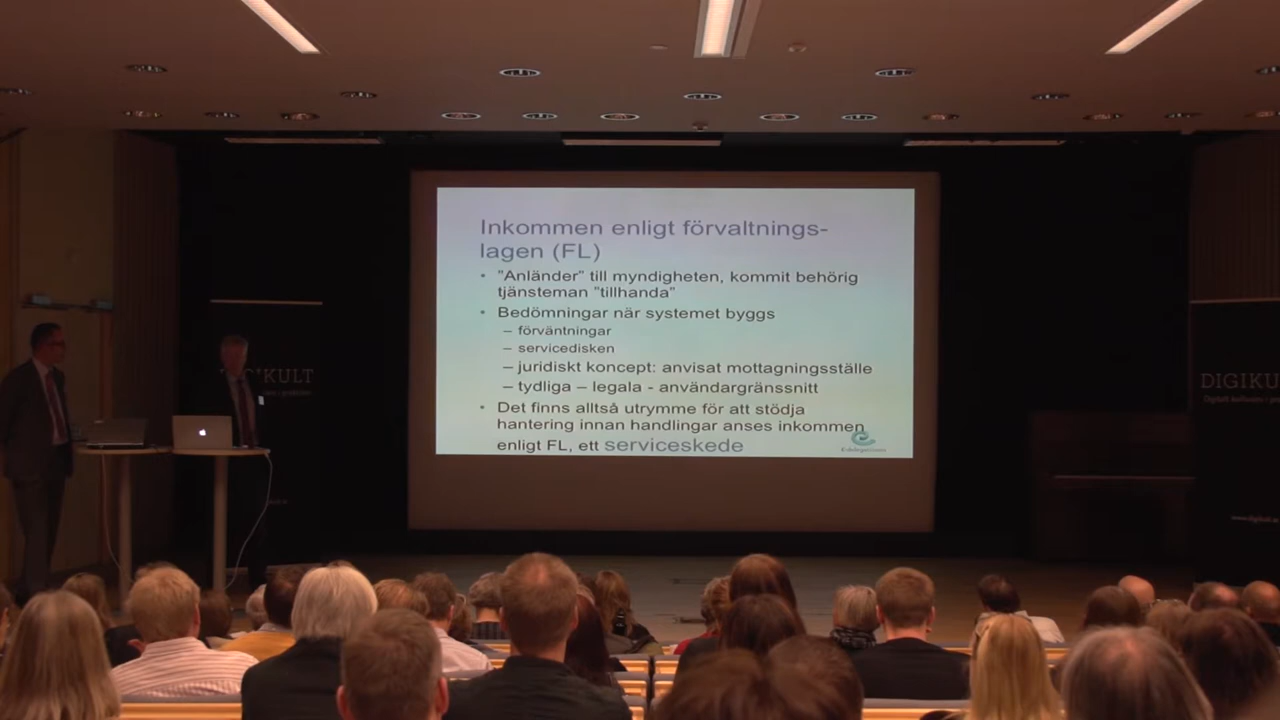 Inkommen enligt förvaltnings-
lagen (FL)
• "Anländer" till myndigheten, kommit behörig
tjänsteman "tillhanda"
• Bedömningar när systemet byggs
– förväntningar
– servicedisken
– juridiskt koncept: anvisat mottagningsställe
– tydliga – legala - användargränssnitt
• Det finns alltså utrymme för att stödja
hantering innan handlingar anses inkommen
enligt FL, ett serviceskede
KULT
DIGIKU